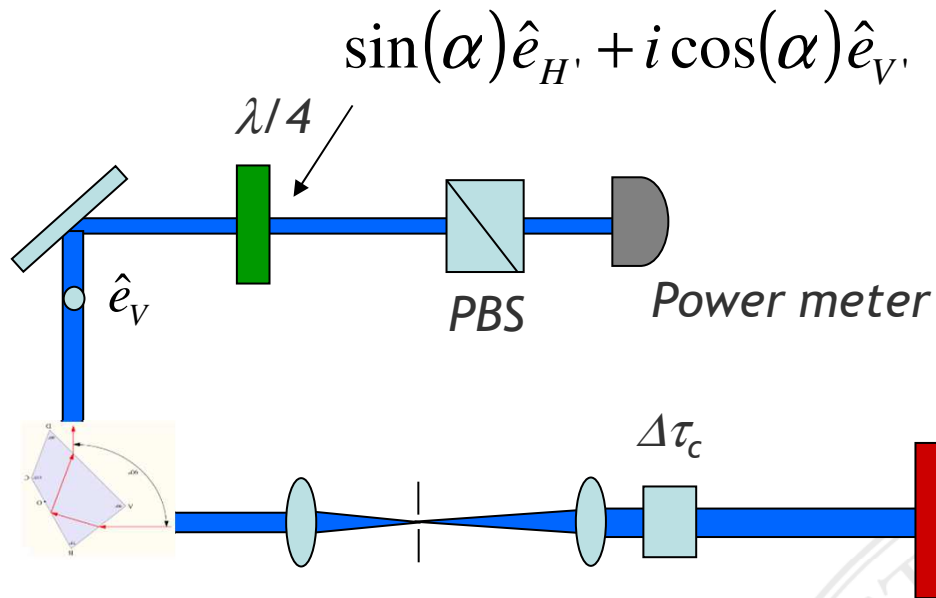 sin(α)ê_H' + i cos(α)ê_V'
λ/4
ê_V
PBS
Power meter
Δτ_c
D
C
O
A
B